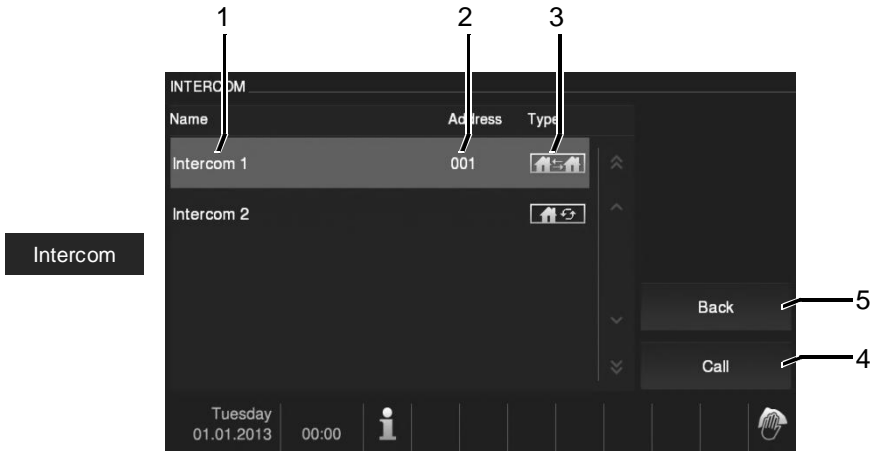 1 2 3
INTERCOM
Name Address Type
Intercom 1 001
Intercom 2
Intercom
Back 5
Call 4
Tuesday
01.01.2013 00:00